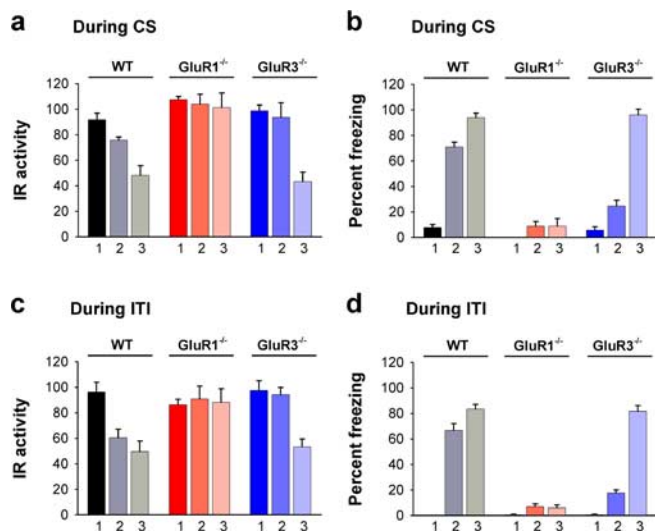 a During CS
WT GluR1-/- GluR3-/-
IR activity
120
100
80
60
40
20
0
1 2 3 1 2 3 1 2 3
b During CS
WT GluR1-/- GluR3-/-
Percent freezing
100
80
60
40
20
0
1 2 3 1 2 3 1 2 3
c During ITI
WT GluR1-/- GluR3-/-
IR activity
120
100
80
60
40
20
0
1 2 3 1 2 3 1 2 3
d During ITI
WT GluR1-/- GluR3-/-
Percent freezing
100
80
60
40
20
0
1 2 3 1 2 3 1 2 3